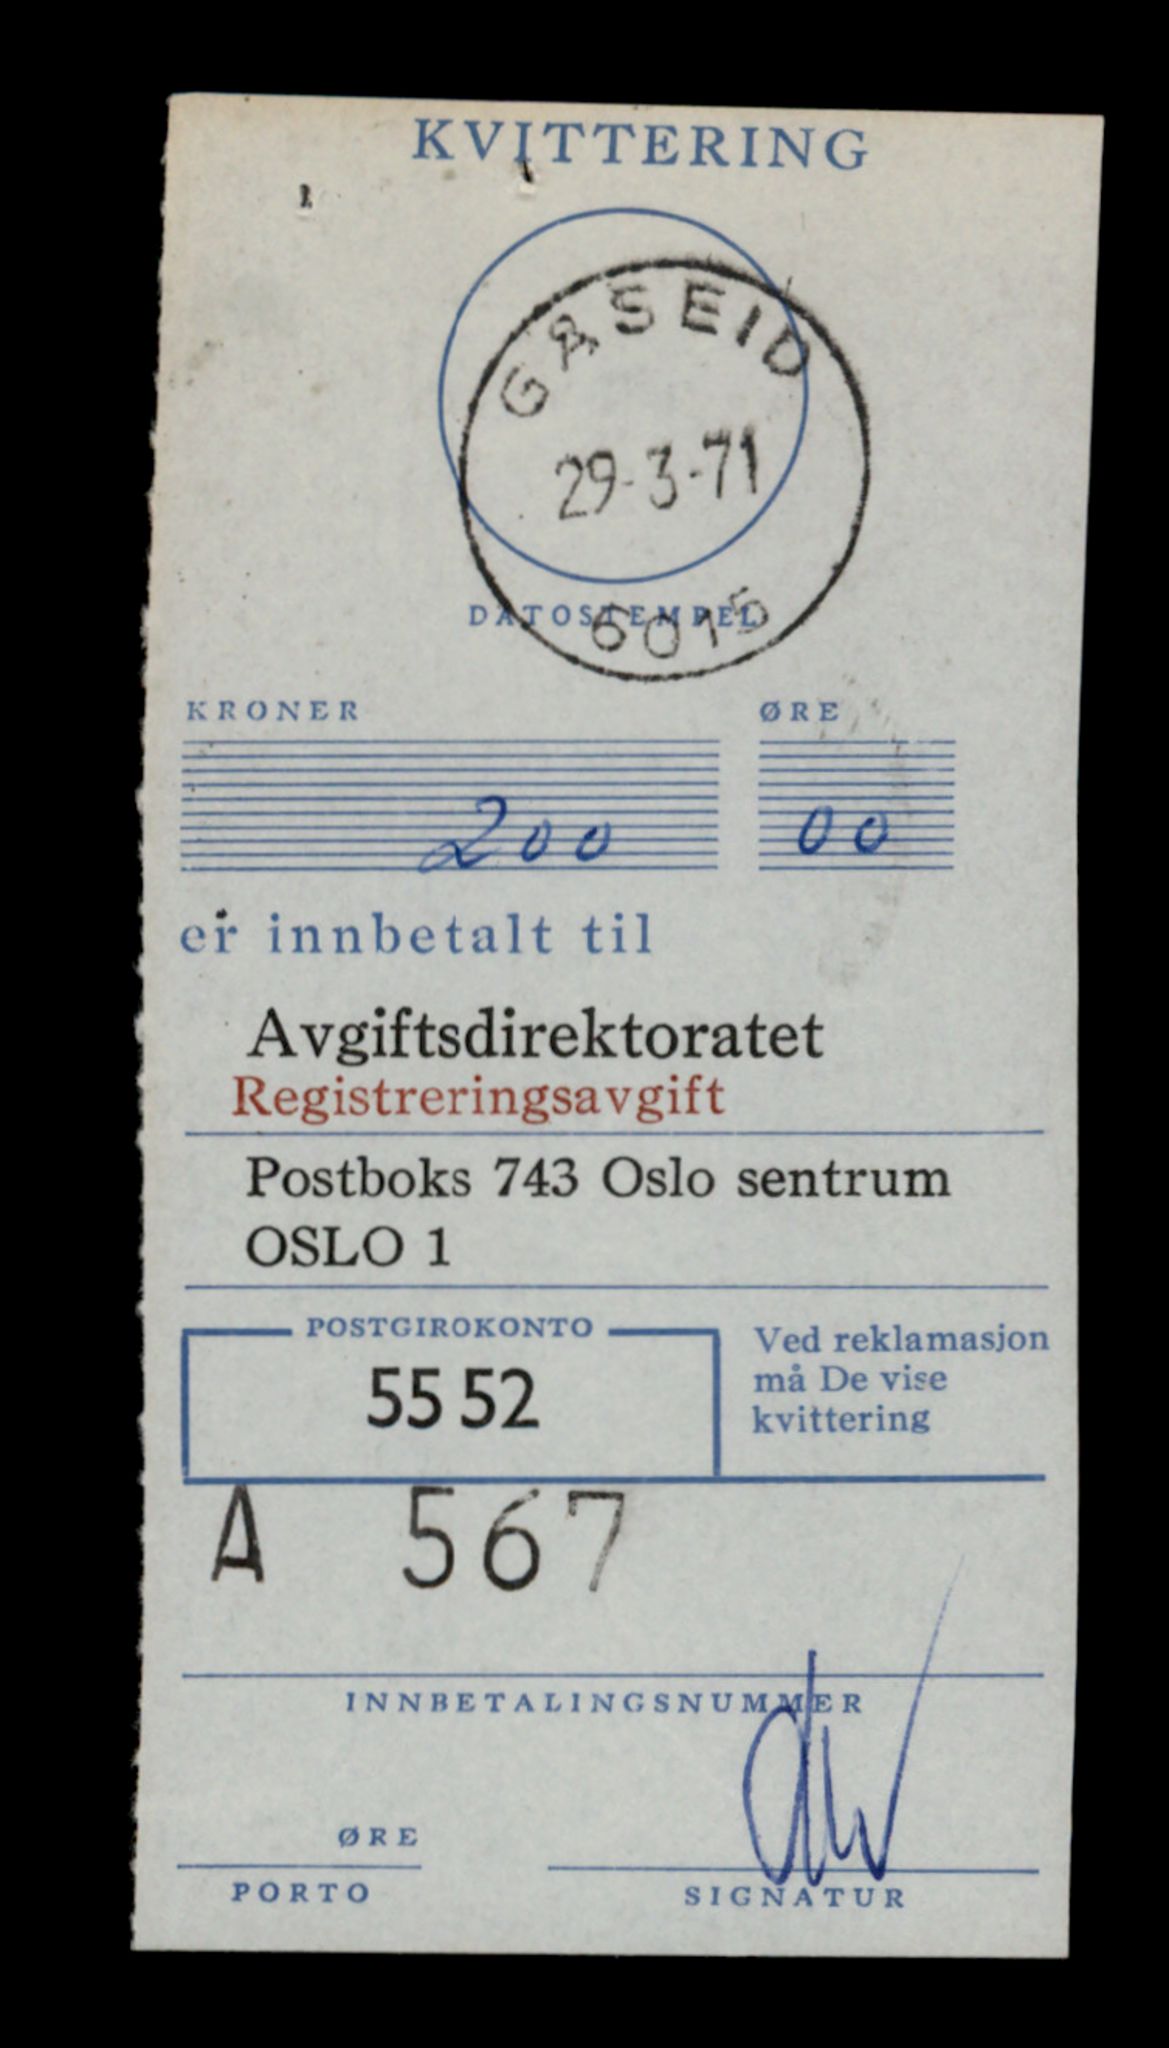 KVITTERING
GÅSEID
29-3-71
6015
DATOSTEMPEL
KRONER ØRE
200 00
er innbetalt til
Avgiftsdirektoratet
Registreringsavgift
Postboks 743 Oslo sentrum
OSLO 1
POSTGIROKONTO
55 52
Ved reklamasjon
må De vise
kvittering
A 567
INNBETALINGSNUMMER
ØRE
PORTO
SIGNATUR